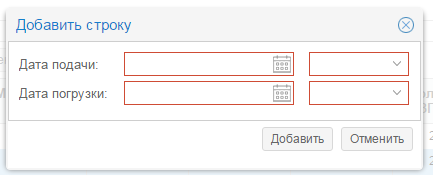 Добавить строку
Дата подачи:
Дата погрузки:
Добавить Отменить